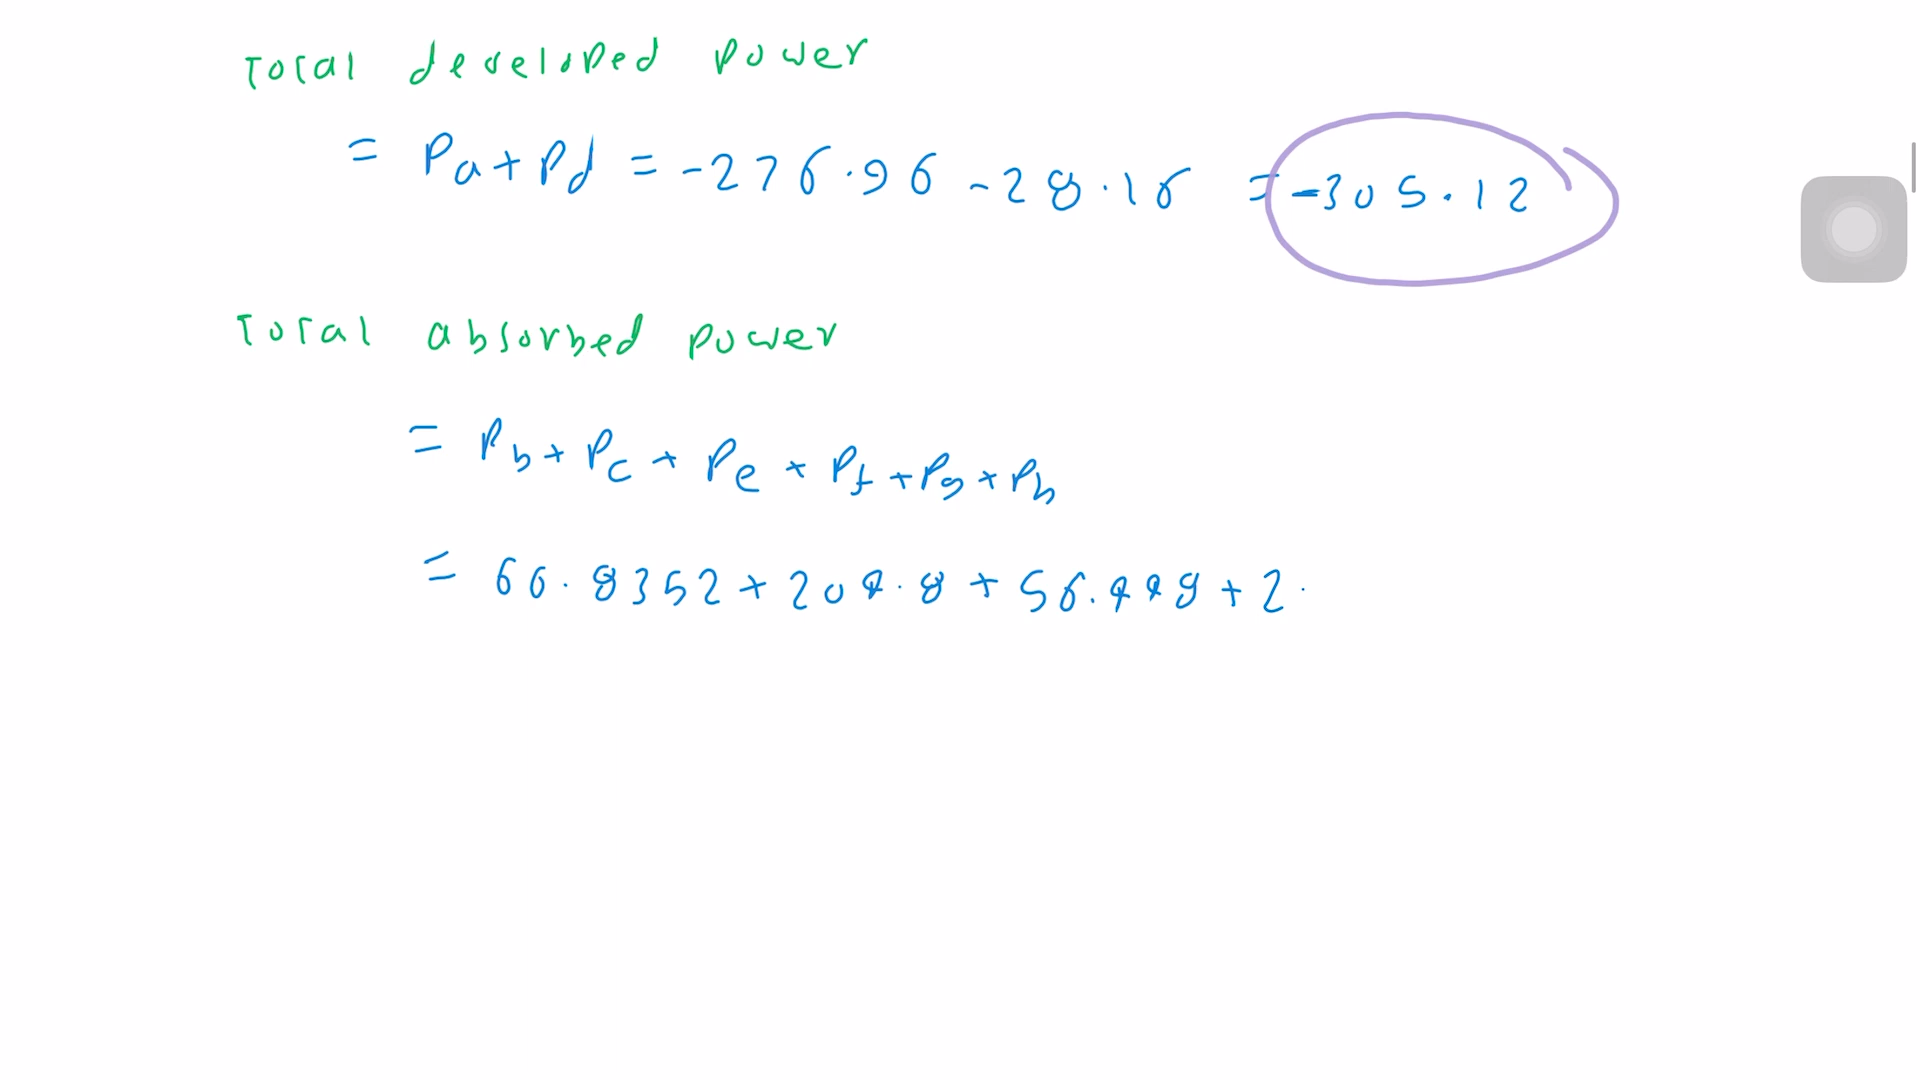 Total developed power
= Pa + Pd = -276.96 - 28.16 = -305.12
Total absorbed power
= Pb + Pc + Pe + Pf + Pg + Ph
= 66.8352 + 204.8 + 56.448 + 2.